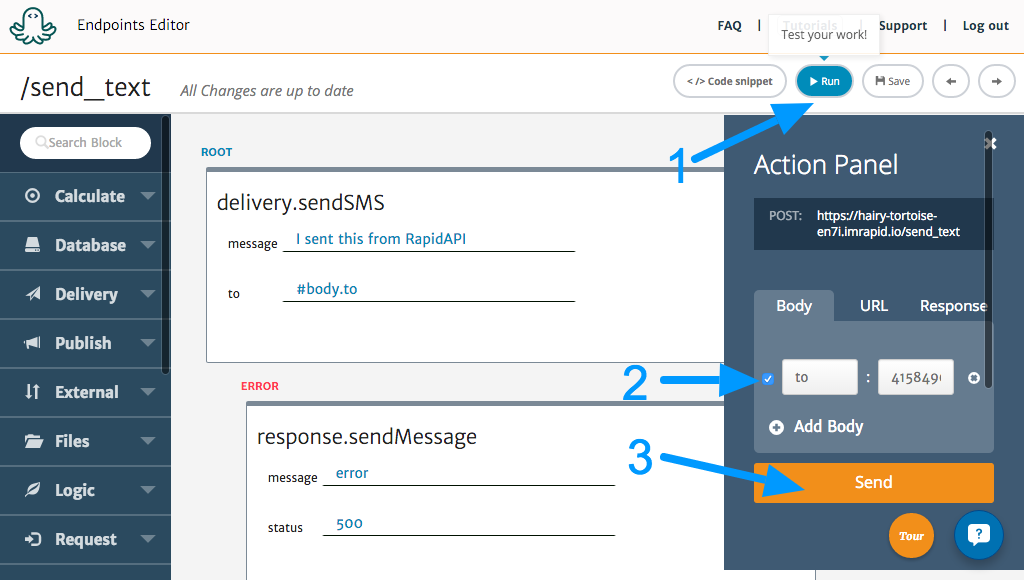 Endpoints Editor
FAQ | Tutorials | Support | Log out
Test your work!
/send_text
All Changes are up to date
</> Code snippet
Run
Save
Search Block
Calculate
Database
Delivery
Publish
External
Files
Logic
Request
ROOT
delivery.sendSMS
message I sent this from RapidAPI
to #body.to
ERROR
response.sendMessage
message error
status 500
1
2
3
Action Panel
POST: https://hairy-tortoise-
en7i.imrapid.io/send_text
Body URL Response
to : 415849
Add Body
Send
Tour
?